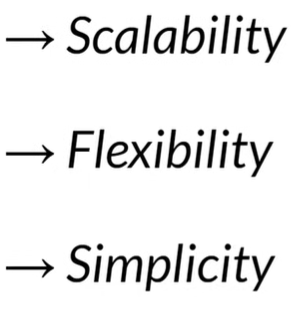 → Scalability
→ Flexibility
→ Simplicity